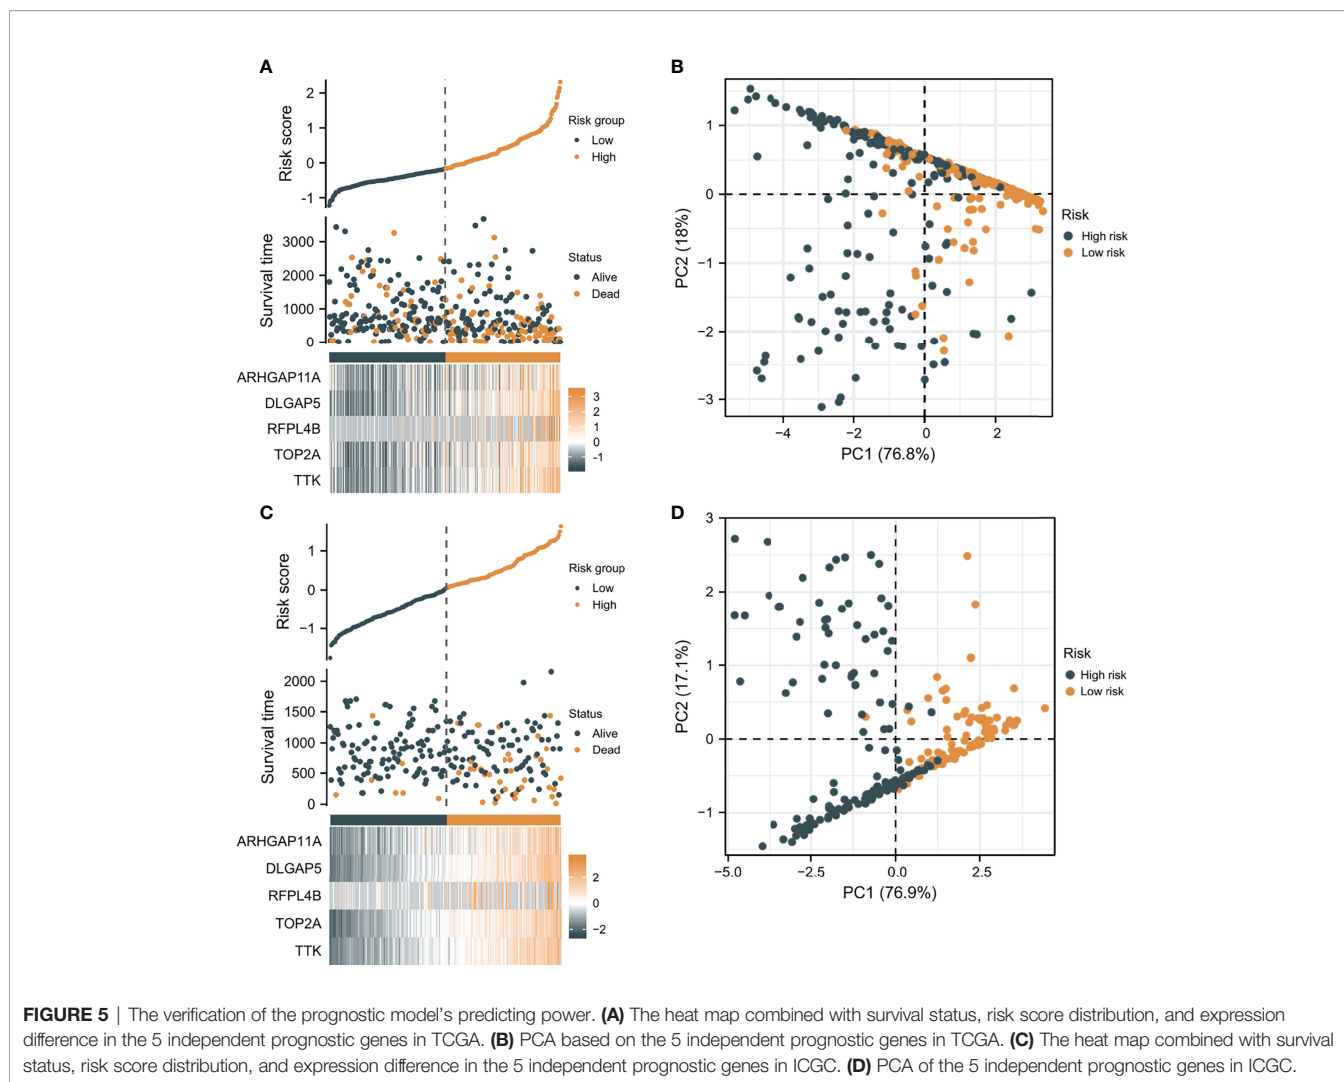 A
Risk score
2
1
0
-1
Risk group
Low
High
Survival time
3000
2000
1000
0
Status
Alive
Dead
ARHGAP11A
DLGAP5
RFPL4B
TOP2A
TTK
3
2
1
0
-1
B
PC2 (18%)
1
0
−1
−2
−3
−4
−2
0
2
PC1 (76.8%)
Risk
High risk
Low risk
C
Risk score
1
0
−1
Risk group
Low
High
Survival time
2000
1500
1000
500
0
Status
Alive
Dead
ARHGAP11A
DLGAP5
RFPL4B
TOP2A
TTK
2
0
−2
D
PC2 (17.1%)
3
2
1
0
−1
−5.0
−2.5
0.0
2.5
PC1 (76.9%)
Risk
High risk
Low risk
FIGURE 5 | The verification of the prognostic model's predicting power. (A) The heat map combined with survival status, risk score distribution, and expression
difference in the 5 independent prognostic genes in TCGA. (B) PCA based on the 5 independent prognostic genes in TCGA. (C) The heat map combined with survival
status, risk score distribution, and expression difference in the 5 independent prognostic genes in ICGC. (D) PCA of the 5 independent prognostic genes in ICGC.